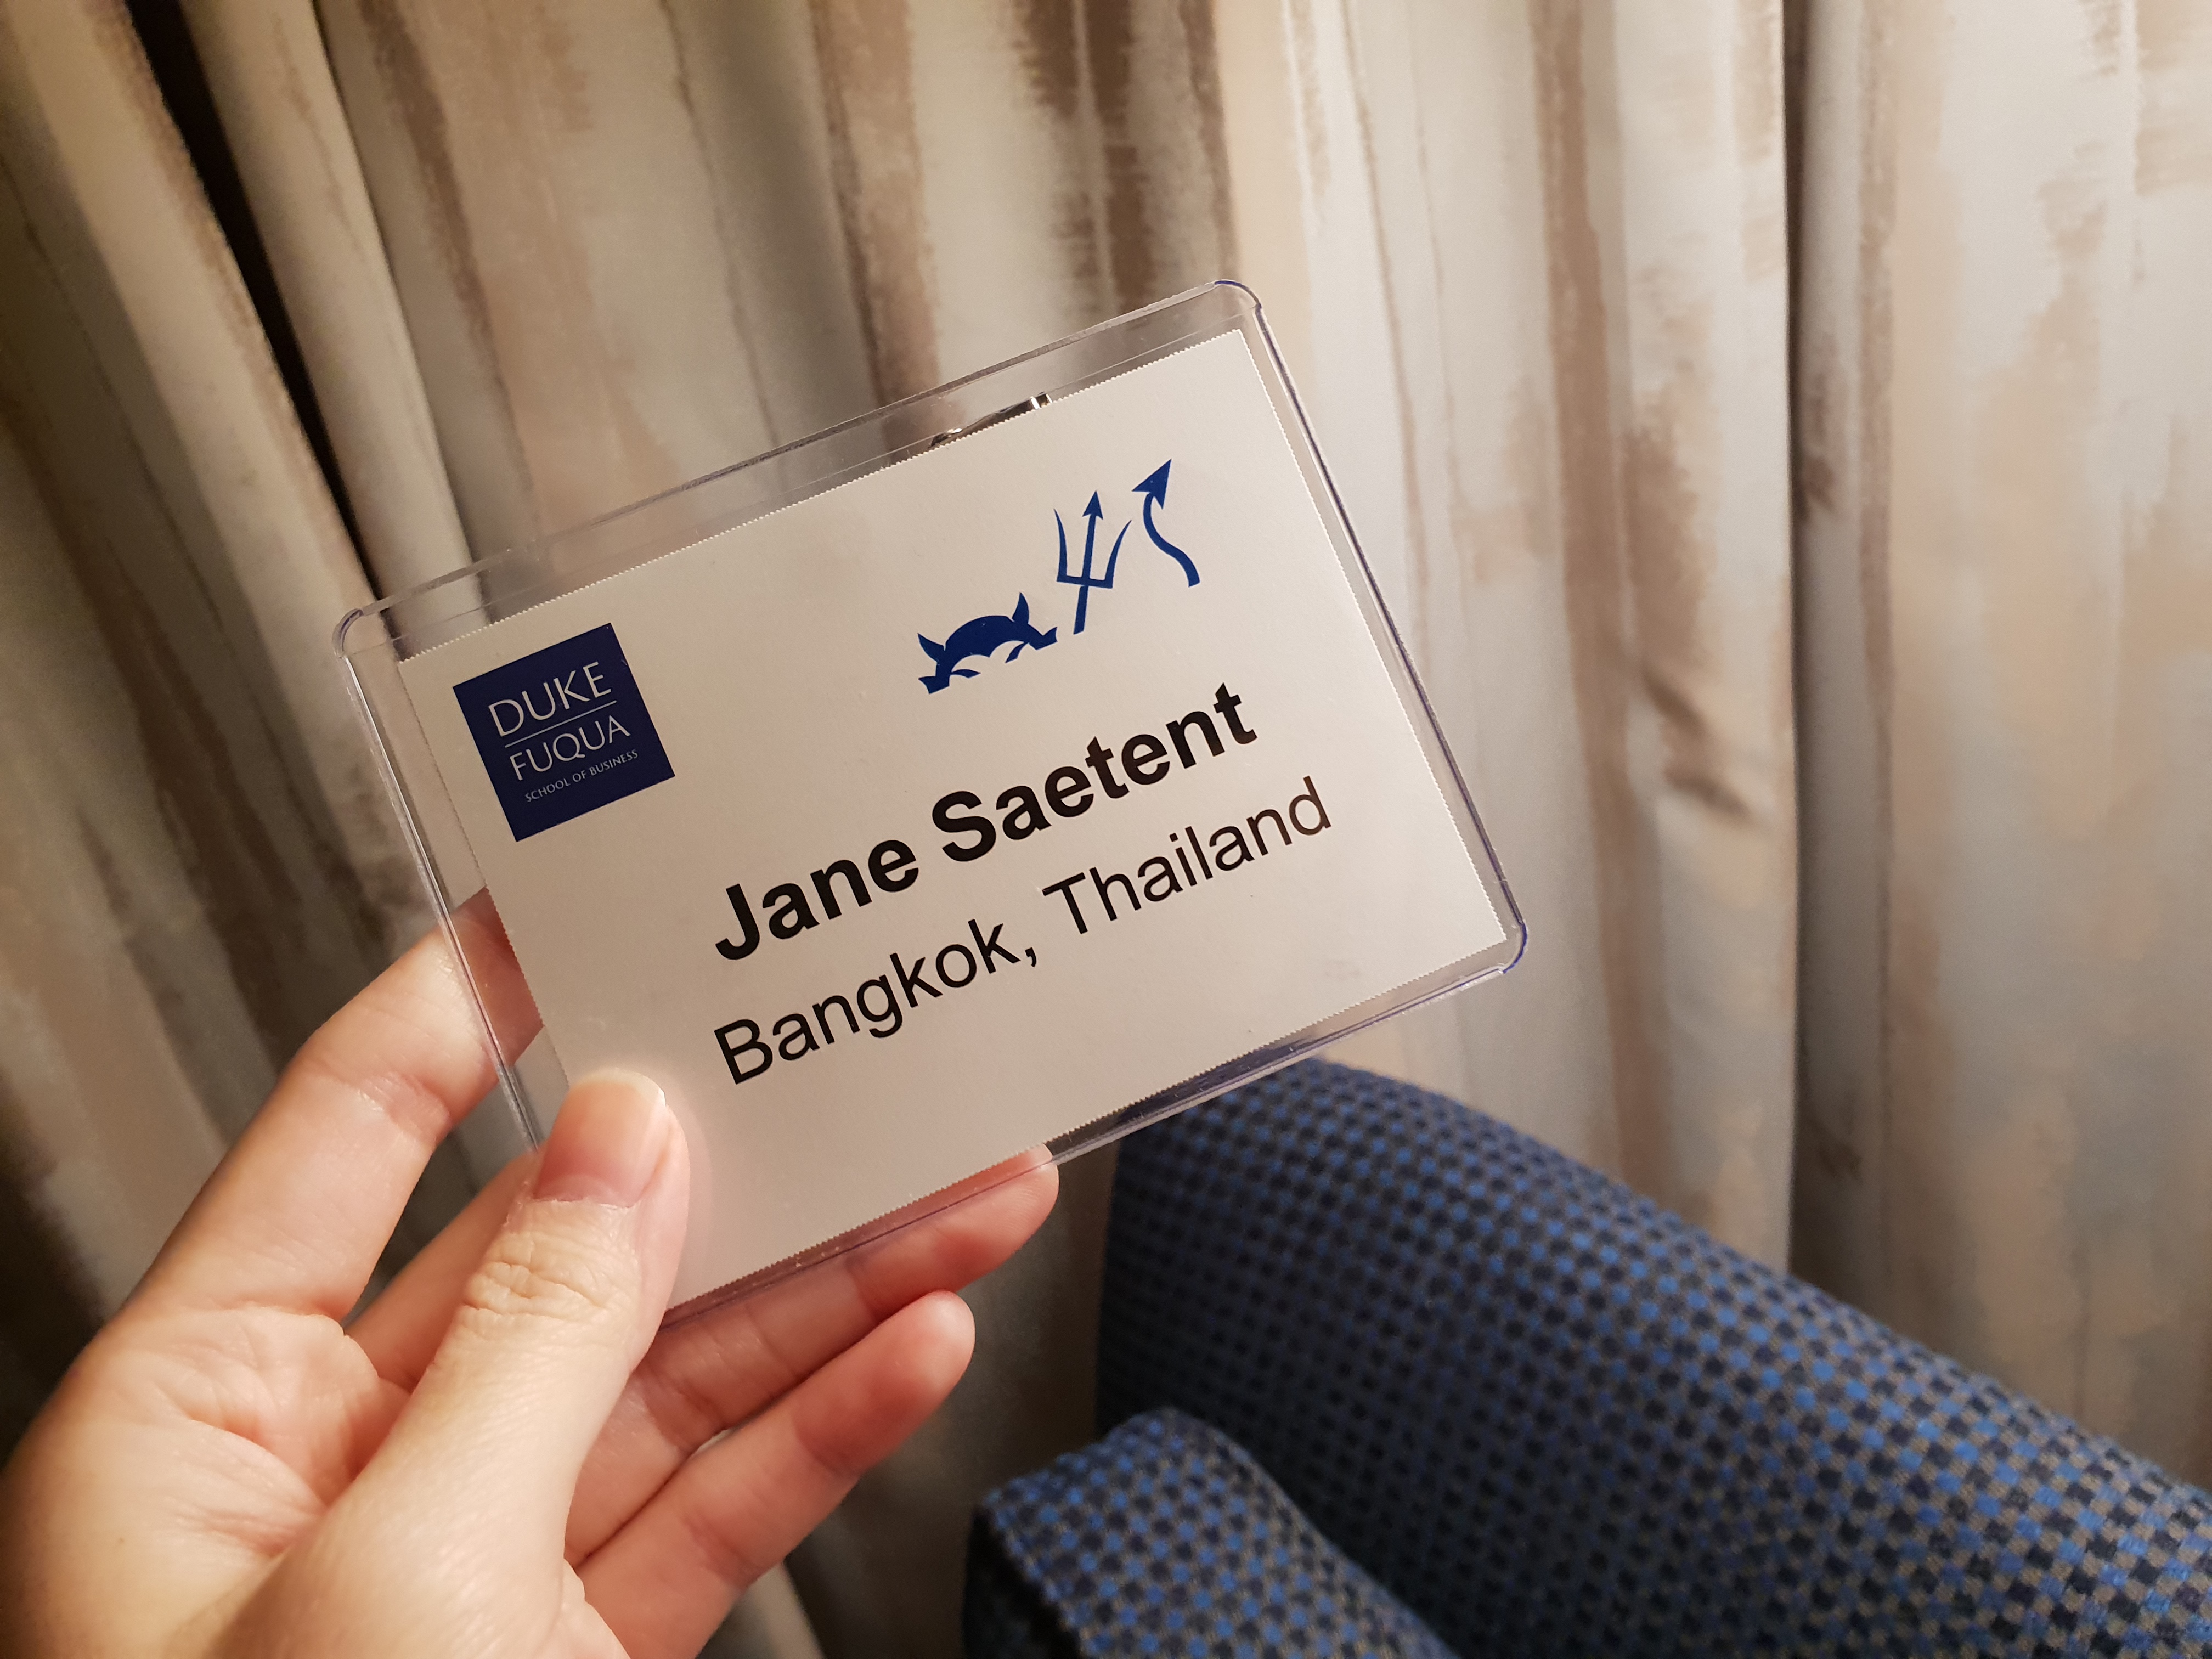 DUKE
FUQUA
SCHOOL OF BUSINESS
Jane Saetent
Bangkok, Thailand